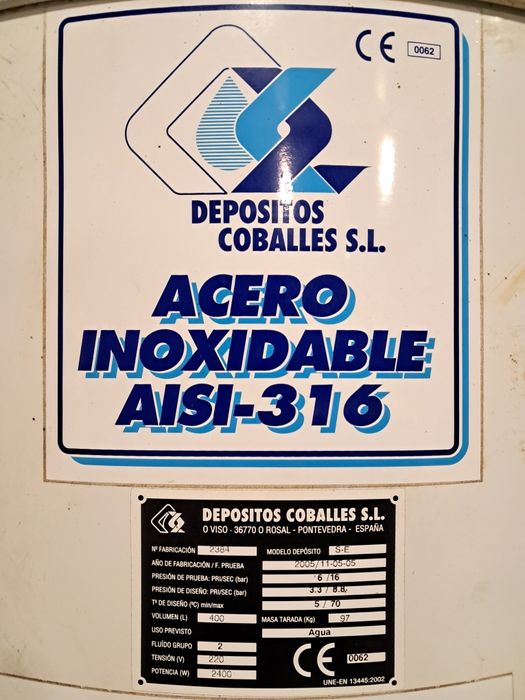 CE 0062
DEPOSITOS
COBALLES S.L.
ACERO
INOXIDABLE
AISI-316
DEPOSITOS COBALLES S.L.
O VISO - 36770 O ROSAL - PONTEVEDRA - ESPAÑA
Nº FABRICACIÓN 2384 MODELO DEPÓSITO S-E
AÑO DE FABRICACIÓN / F. PRUEBA 2005/11-05-05
PRESIÓN DE PRUEBA: PRI/SEC (bar) 6 /16
PRESIÓN DE DISEÑO: PRI/SEC (bar) 3.3 / 8.8
Tª DE DISEÑO (ºC) min/max 5 / 70
VOLUMEN (L) 400 MASA TARADA (Kg) 97
USO PREVISTO Agua
FLUÍDO GRUPO 2
TENSIÓN (V) 220 CE 0062
POTENCIA (W) 2400
UNE-EN 13445:2002